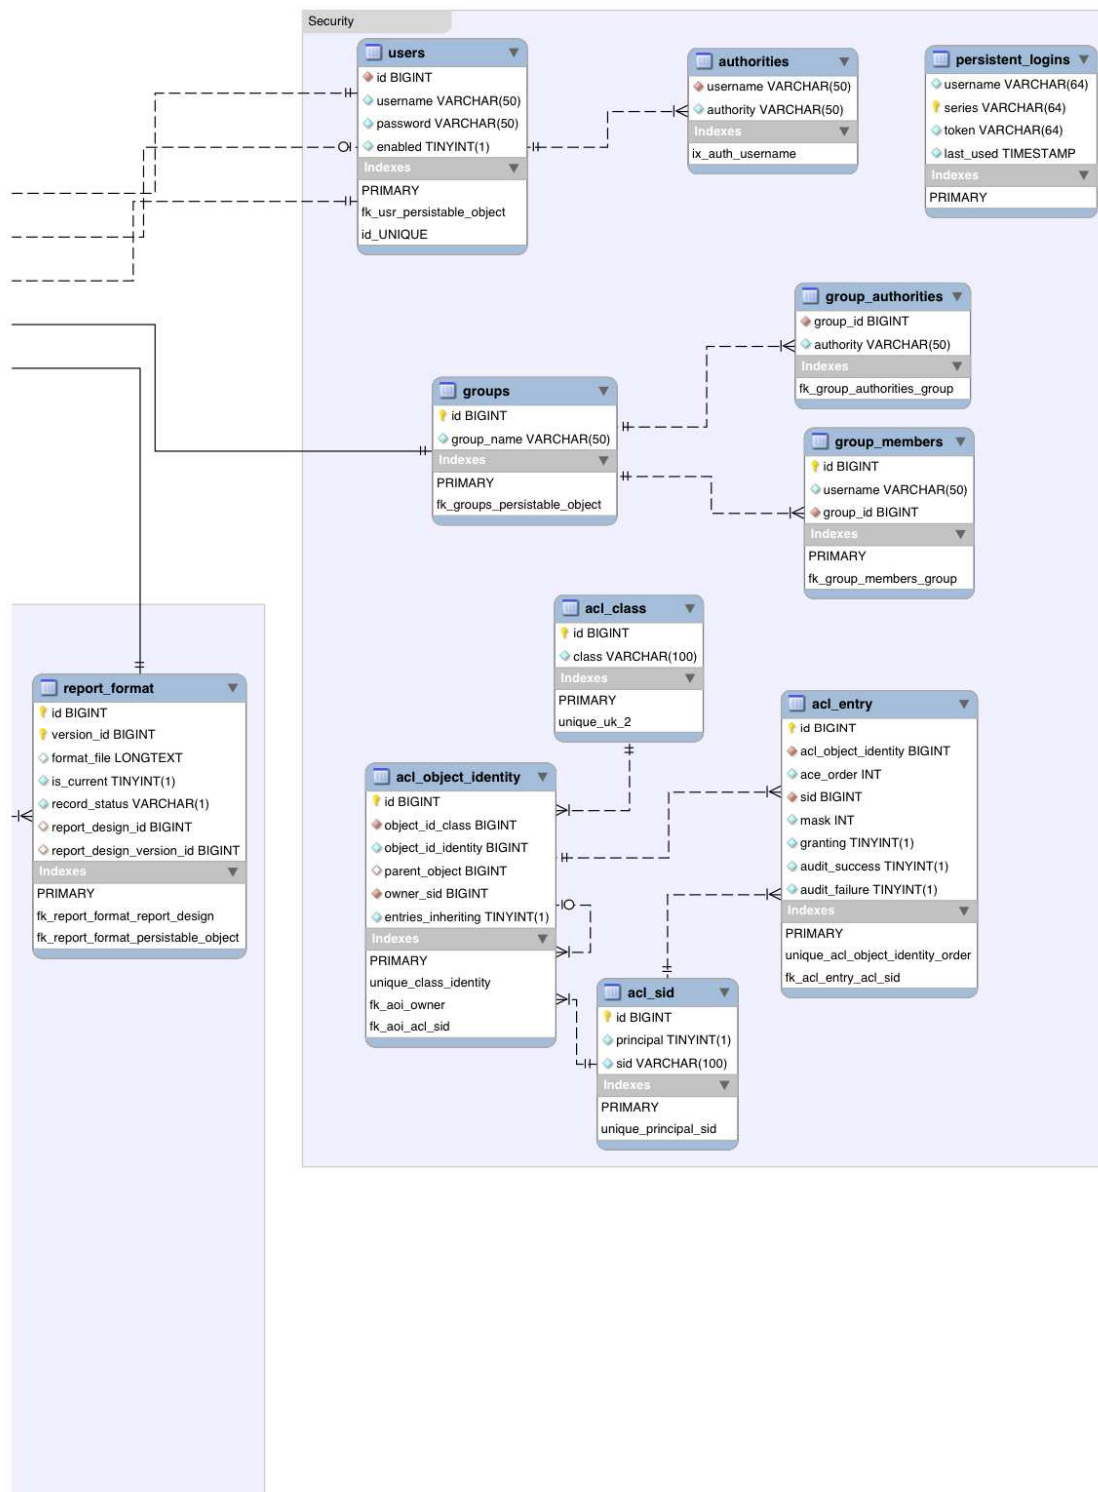 Security
users
id BIGINT
username VARCHAR(50)
password VARCHAR(50)
enabled TINYINT(1)
Indexes
PRIMARY
fk_usr_persistable_object
id_UNIQUE
authorities
username VARCHAR(50)
authority VARCHAR(50)
Indexes
ix_auth_username
persistent_logins
username VARCHAR(64)
series VARCHAR(64)
token VARCHAR(64)
last_used TIMESTAMP
Indexes
PRIMARY
group_authorities
group_id BIGINT
authority VARCHAR(50)
Indexes
fk_group_authorities_group
groups
id BIGINT
group_name VARCHAR(50)
Indexes
PRIMARY
fk_groups_persistable_object
group_members
id BIGINT
username VARCHAR(50)
group_id BIGINT
Indexes
PRIMARY
fk_group_members_group
acl_class
id BIGINT
class VARCHAR(100)
Indexes
PRIMARY
unique_uk_2
report_format
id BIGINT
version_id BIGINT
format_file LONGTEXT
is_current TINYINT(1)
record_status VARCHAR(1)
report_design_id BIGINT
report_design_version_id BIGINT
Indexes
PRIMARY
fk_report_format_report_design
fk_report_format_persistable_object
acl_entry
id BIGINT
acl_object_identity BIGINT
ace_order INT
sid BIGINT
mask INT
granting TINYINT(1)
audit_success TINYINT(1)
audit_failure TINYINT(1)
Indexes
PRIMARY
unique_acl_object_identity_order
fk_acl_entry_acl_sid
acl_object_identity
id BIGINT
object_id_class BIGINT
object_id_identity BIGINT
parent_object BIGINT
owner_sid BIGINT
entries_inheriting TINYINT(1)
Indexes
PRIMARY
unique_class_identity
fk_aoi_owner
fk_aoi_acl_sid
acl_sid
id BIGINT
principal TINYINT(1)
sid VARCHAR(100)
Indexes
PRIMARY
unique_principal_sid